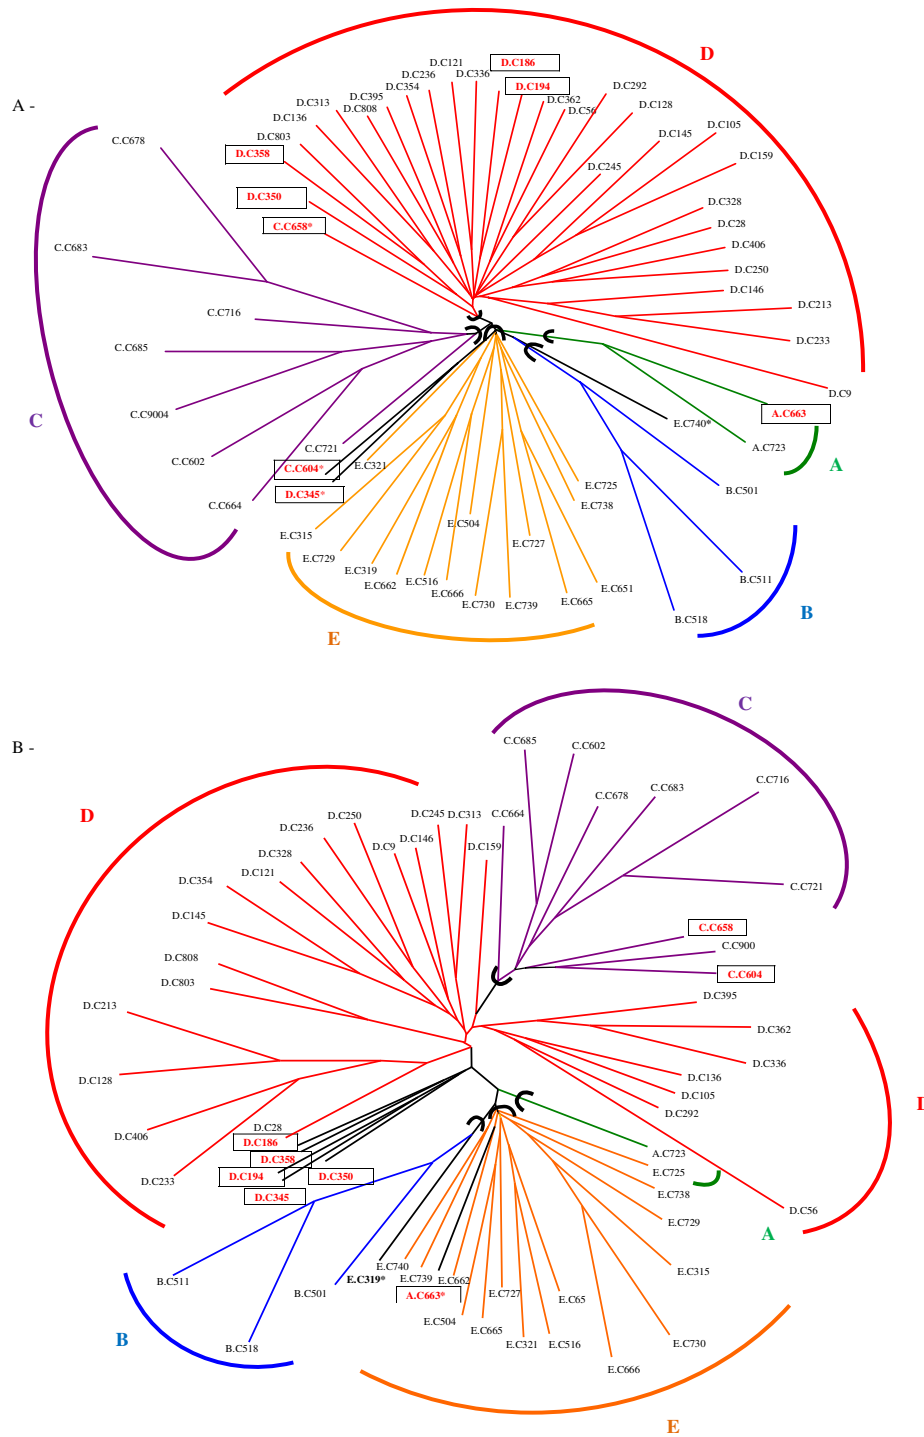 D
D.C121
D.C186
D.C236
D.C336
D.C354
D.C194
D.C292
D.C395
D.C362
A -
D.C313
D.C808
D.C56
D.C128
D.C136
D.C105
D.C803
D.C145
C.C678
D.C358
D.C159
D.C245
D.C350
D.C328
C.C658*
D.C28
C.C683
D.C406
D.C250
D.C146
D.C213
C.C716
D.C233
C.C685
D.C9
C.C9004
A.C663
C
E.C740*
C.C721
A.C723
C.C602
E.C321
A
C.C604*
E.C725
B.C501
D.C345*
C.C664
E.C738
E.C504
E.C315
E.C727
E.C729
E.C319
B.C511
E.C662
E.C516
E.C651
E.C666
E.C730
E.C739
E.C665
B
B.C518
E
C
C.C685
C.C602
B -
C.C716
C.C683
C.C678
D
D.C250
D.C245
D.C313
C.C664
D.C236
D.C146
D.C9
D.C159
D.C328
D.C121
D.C354
C.C721
D.C145
C.C658
C.C900
D.C808
C.C604
D.C803
D.C395
D.C213
D.C362
D.C336
D.C128
D.C136
D.C105
D.C292
D.C28
D.C406
D.C186
A.C723
D.C358
E.C725
D.C194
D.C350
D.C233
E.C738
D.C345
D.C56
E.C729
A
E.C740
E.C315
B.C511
E.C319*
E.C739
E.C662
B.C501
A.C663*
E.C727
E.C65
E.C504
E.C665
B
E.C321
E.C516
E.C730
B.C518
E.C666
E